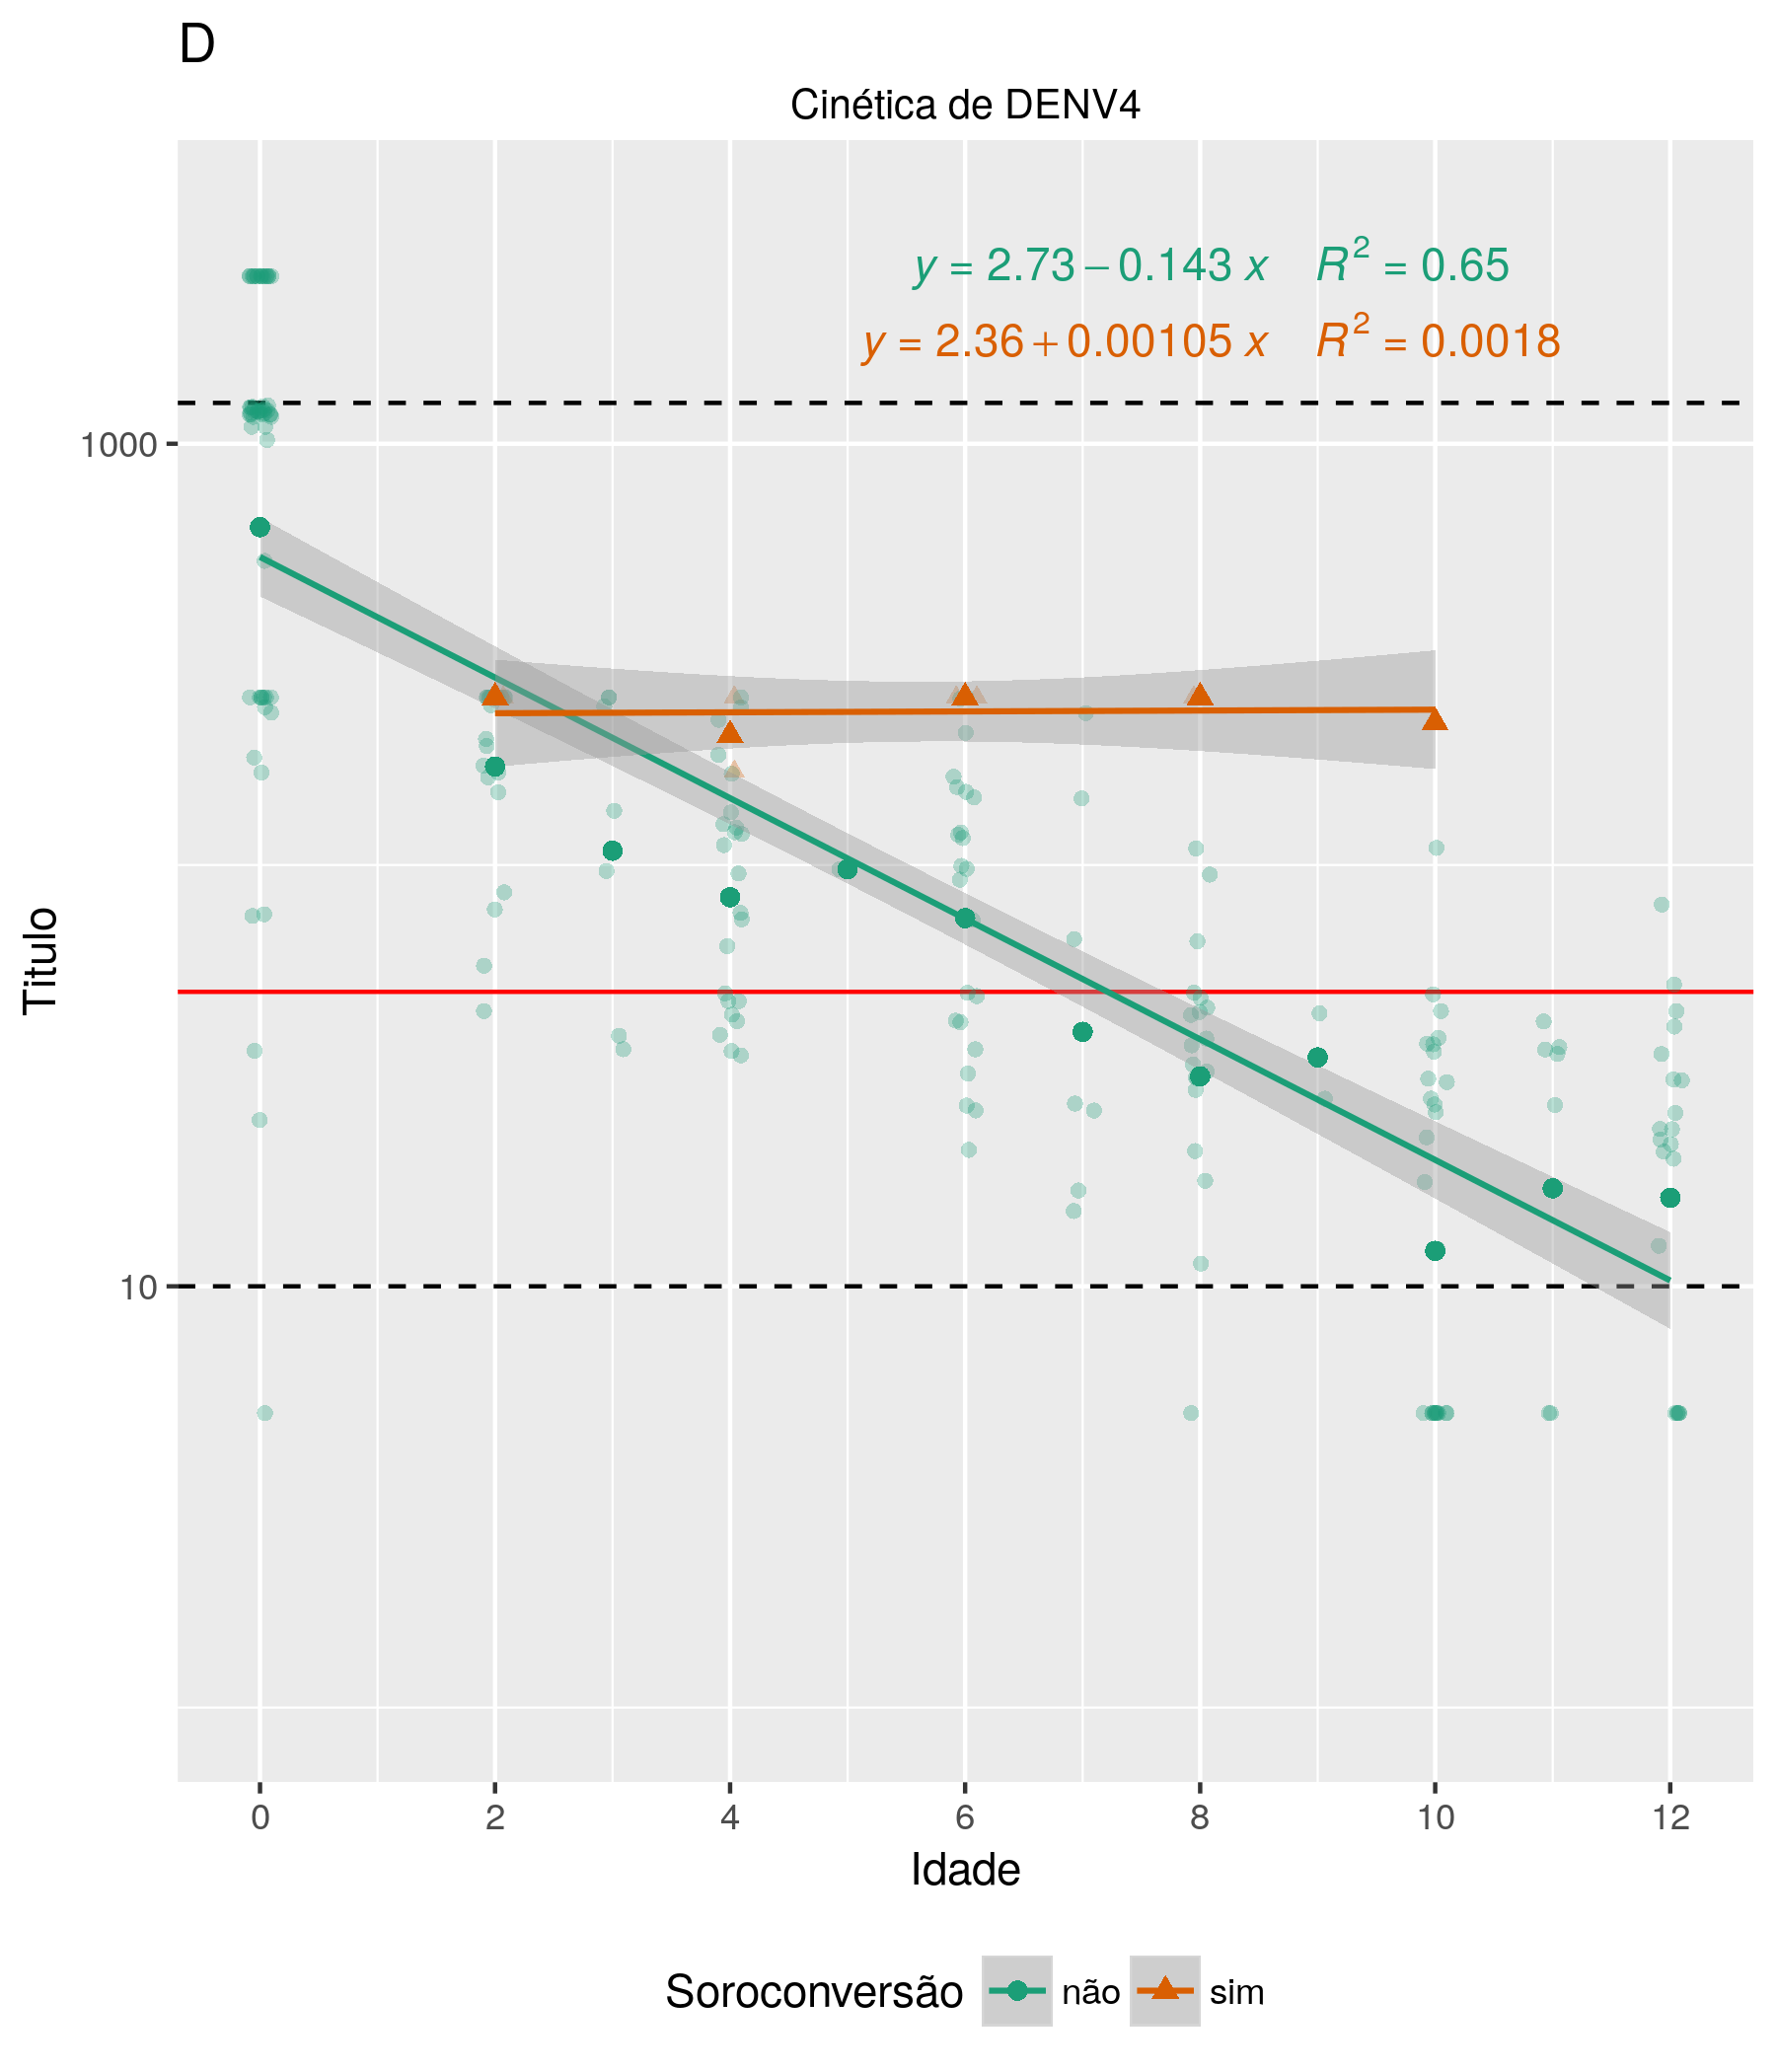 D
Cinética de DENV4
y = 2.73 − 0.143 x R² = 0.65
y = 2.36 + 0.00105 x R² = 0.0018
1000
10
Titulo
0 2 4 6 8 10 12
Idade
Soroconversão não sim